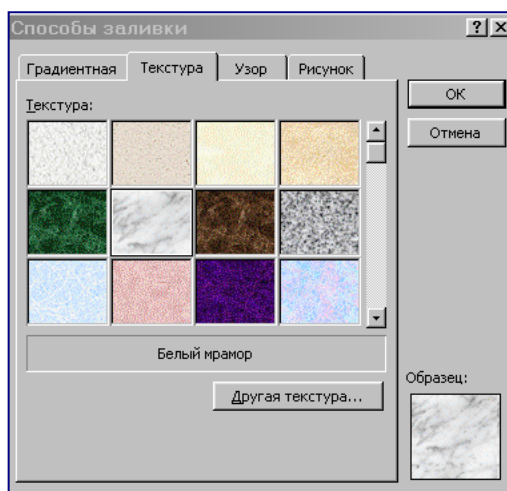 Способы заливки
Градиентная Текстура Узор Рисунок
ОК
Текстура:
Отмена
Белый мрамор
Другая текстура...
Образец: